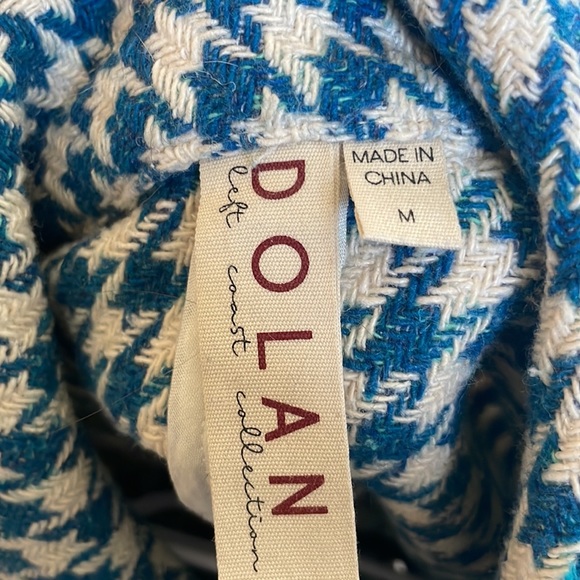 DOLAN
left coast collection
MADE IN
CHINA
M